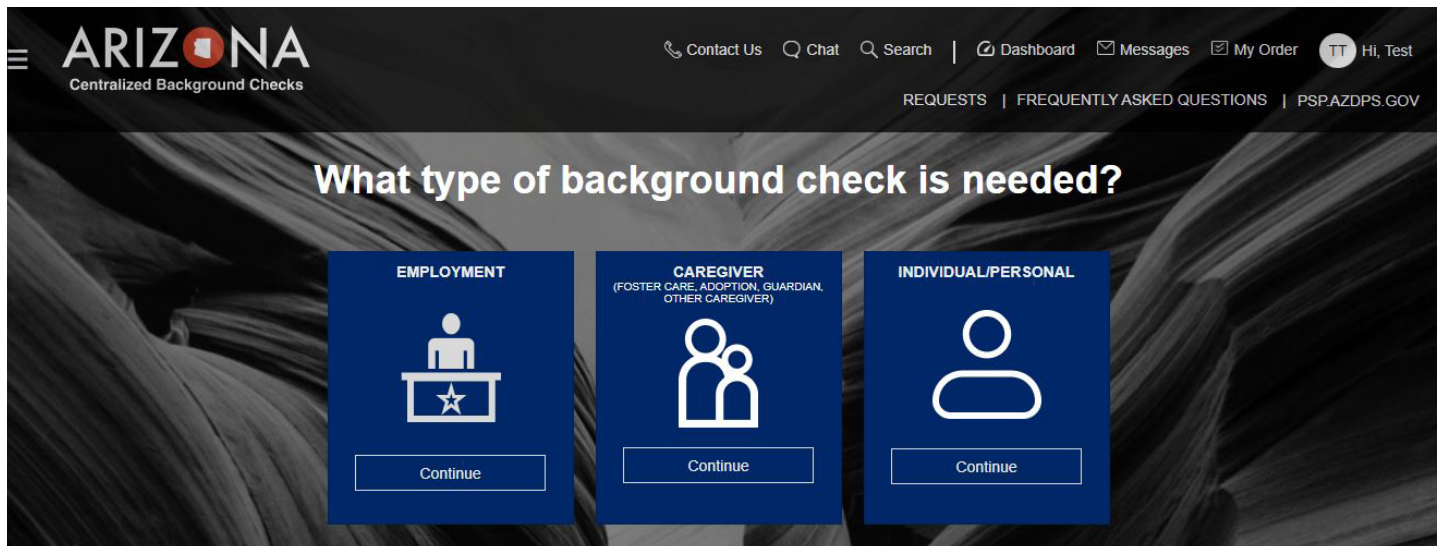 ARIZONA
Centralized Background Checks
Contact Us Chat Search | Dashboard Messages My Order TT Hi, Test
REQUESTS | FREQUENTLY ASKED QUESTIONS | PSP.AZDPS.GOV
What type of background check is needed?
EMPLOYMENT
Continue
CAREGIVER
(FOSTER CARE, ADOPTION, GUARDIAN,
OTHER CAREGIVER)
Continue
INDIVIDUAL/PERSONAL
Continue